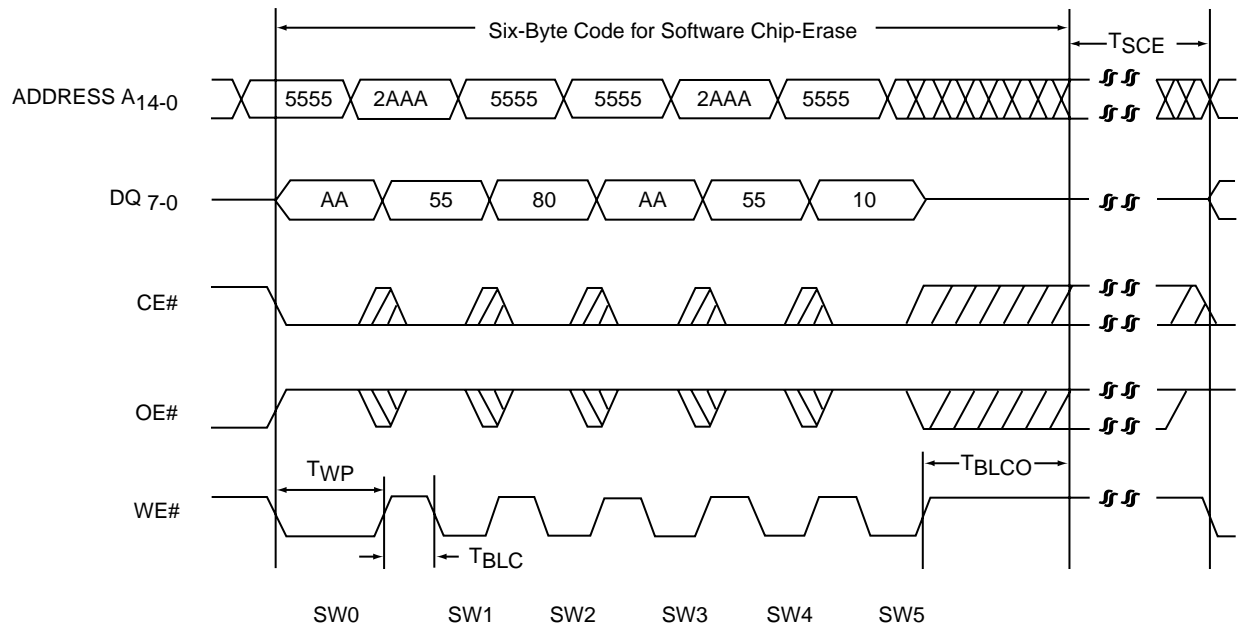 Six-Byte Code for Software Chip-Erase
TSCE
ADDRESS A14-0
5555 2AAA 5555 5555 2AAA 5555
DQ 7-0
AA 55 80 AA 55 10
CE#
OE#
TWP
TBLCO
WE#
TBLC
SW0 SW1 SW2 SW3 SW4 SW5